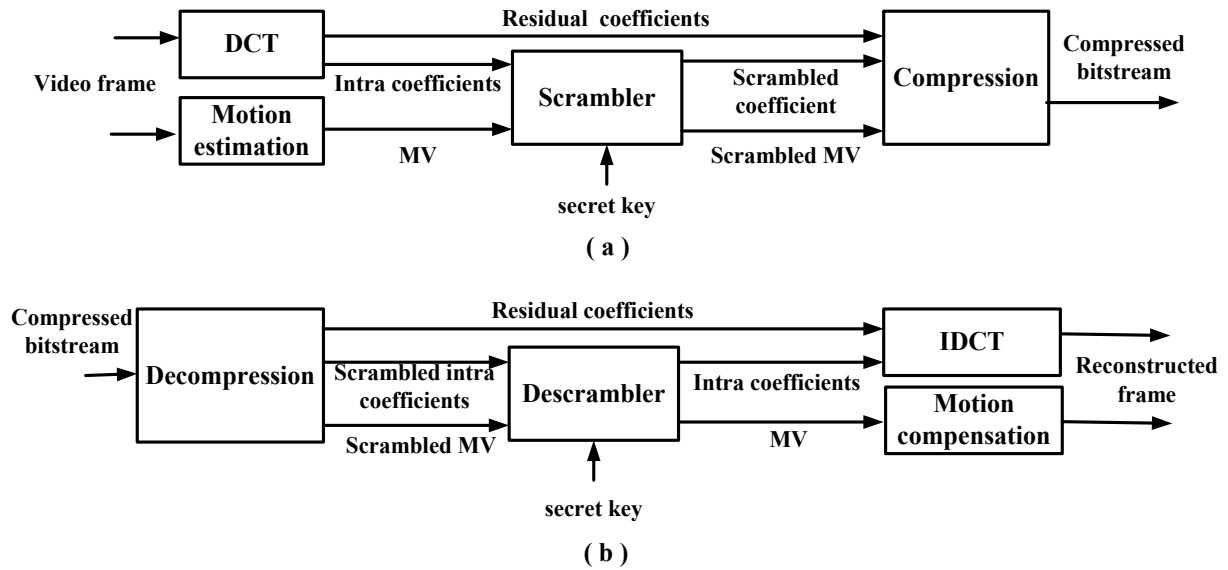 Residual coefficients
DCT
Video frame
Intra coefficients
Motion
estimation
MV
Scrambler
secret key
Scrambled
coefficient
Scrambled MV
Compression
Compressed
bitstream
( a )
Compressed
bitstream
Decompression
Residual coefficients
Scrambled intra
coefficients
Scrambled MV
Descrambler
secret key
Intra coefficients
MV
IDCT
Motion
compensation
Reconstructed
frame
( b )